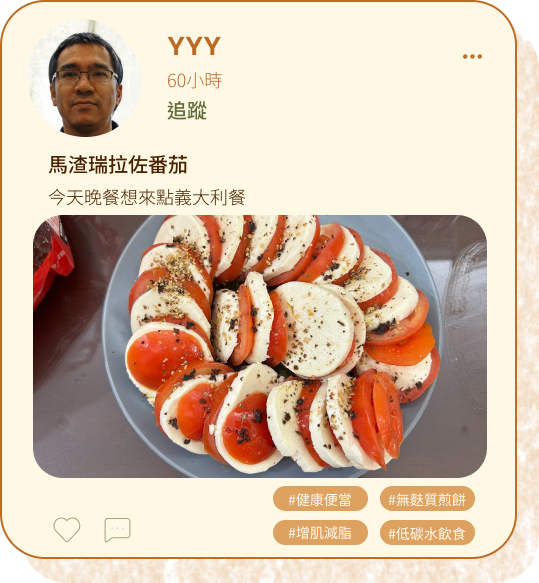 YYY
60小時
追蹤
馬渣瑞拉佐番茄
今天晚餐想來點義大利餐
#健康便當 #無麩質煎餅
#增肌減脂 #低碳水飲食